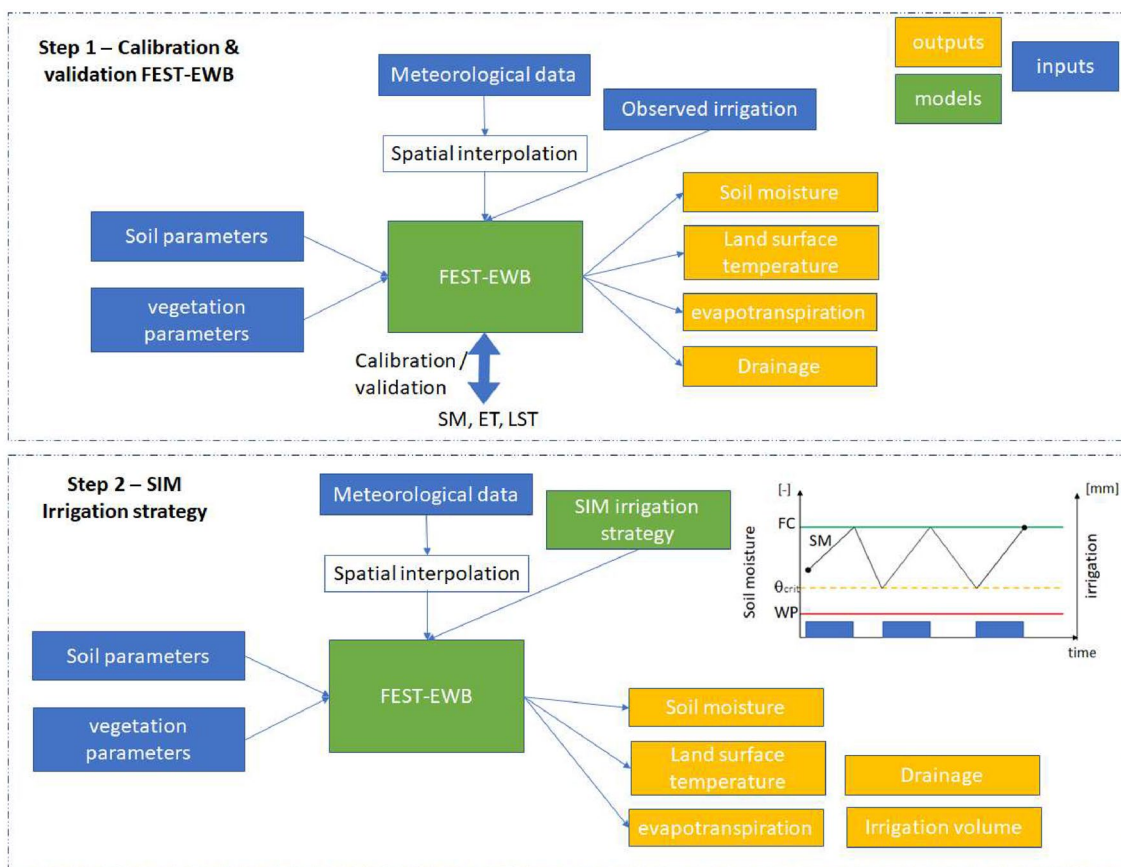 Step 1 – Calibration &
validation FEST-EWB
outputs
inputs
models
Meteorological data
Observed irrigation
Spatial interpolation
Soil parameters
vegetation
parameters
FEST-EWB
Soil moisture
Land surface
temperature
evapotranspiration
Drainage
Calibration /
validation
SM, ET, LST
Step 2 – SIM
Irrigation strategy
Meteorological data
SIM irrigation
strategy
Spatial interpolation
Soil parameters
vegetation
parameters
FEST-EWB
[-]
[mm]
FC
SM
Soil moisture
θcrit
WP
irrigation
time
Soil moisture
Land surface
temperature
Drainage
evapotranspiration
Irrigation volume